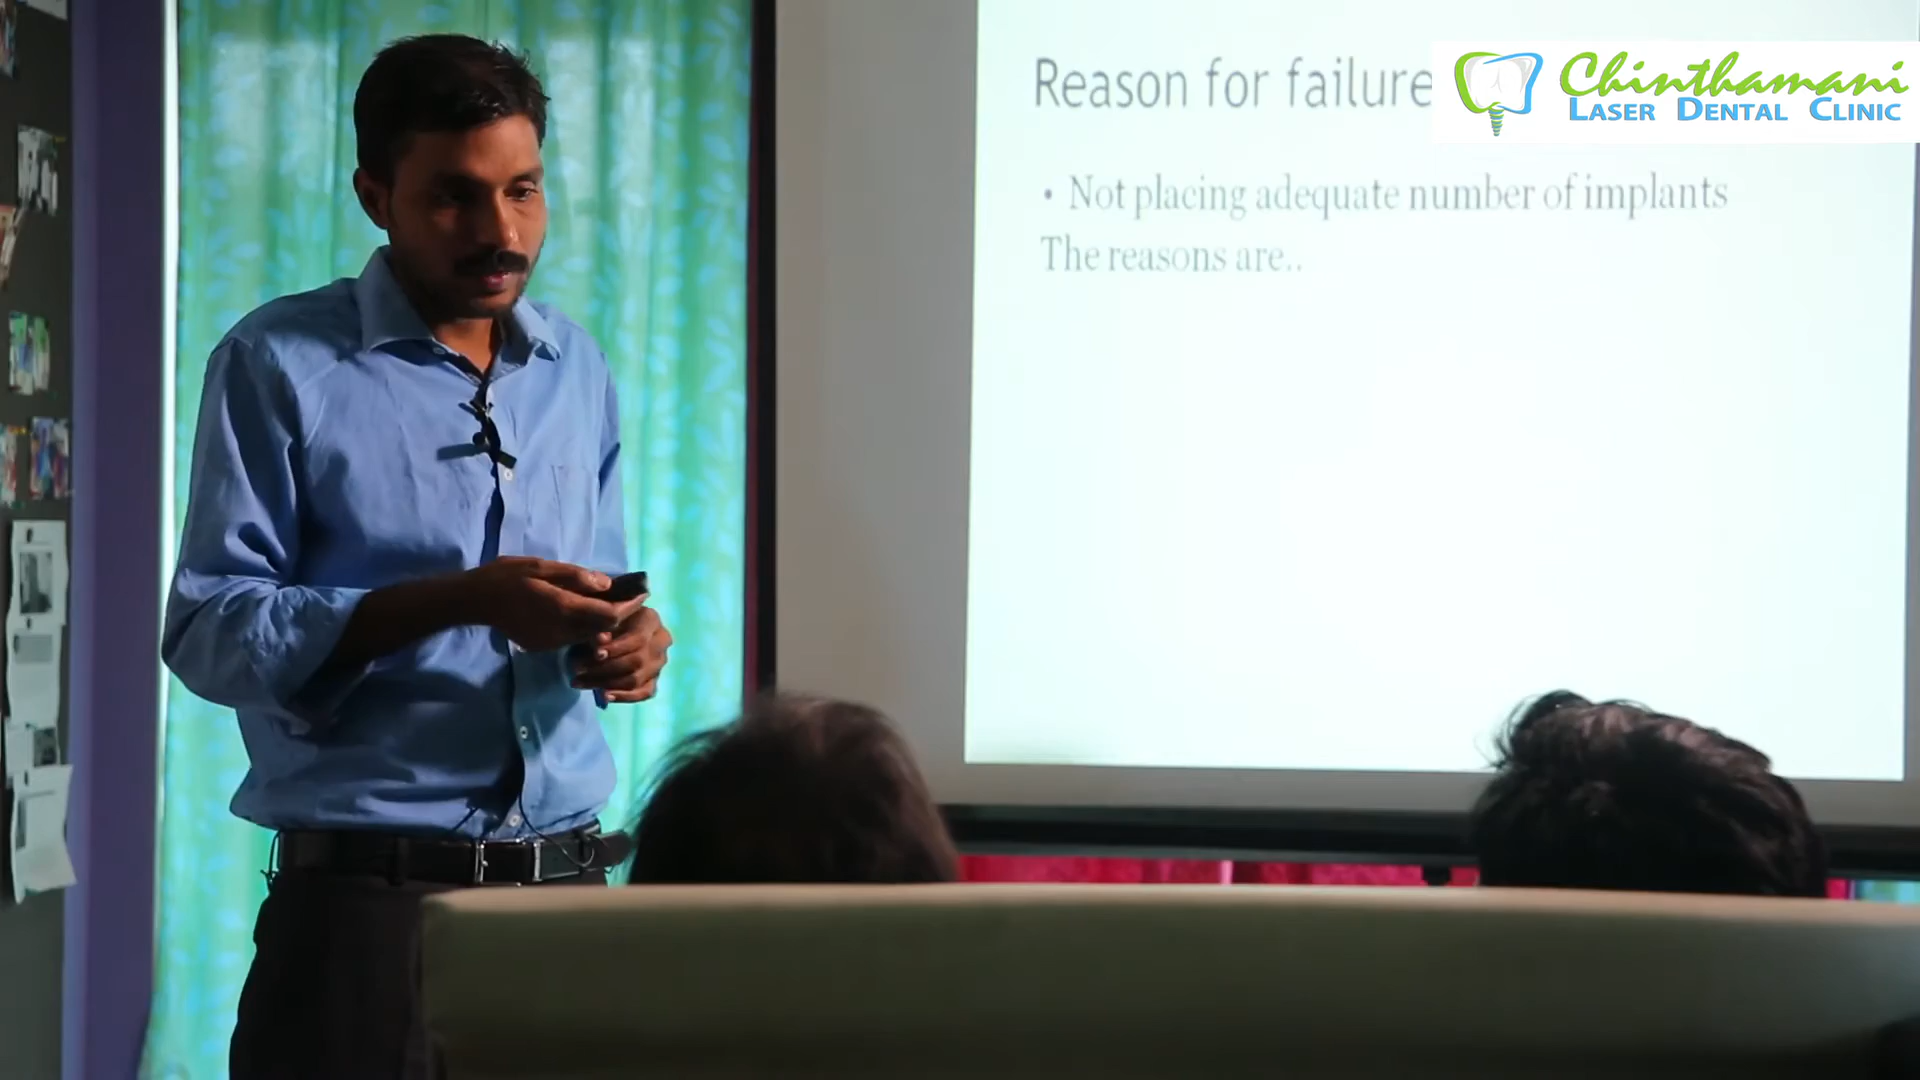 Reason for failure
Chinthamani
LASER DENTAL CLINIC
• Not placing adequate number of implants
The reasons are..